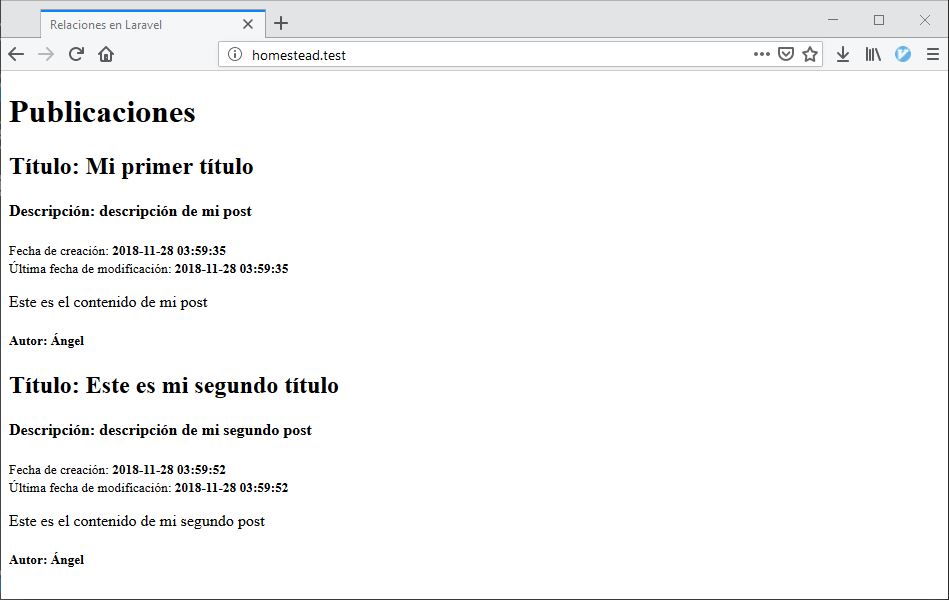 Relaciones en Laravel
homestead.test
Publicaciones
Título: Mi primer título
Descripción: descripción de mi post
Fecha de creación: 2018-11-28 03:59:35
Última fecha de modificación: 2018-11-28 03:59:35
Este es el contenido de mi post
Autor: Ángel
Título: Este es mi segundo título
Descripción: descripción de mi segundo post
Fecha de creación: 2018-11-28 03:59:52
Última fecha de modificación: 2018-11-28 03:59:52
Este es el contenido de mi segundo post
Autor: Ángel